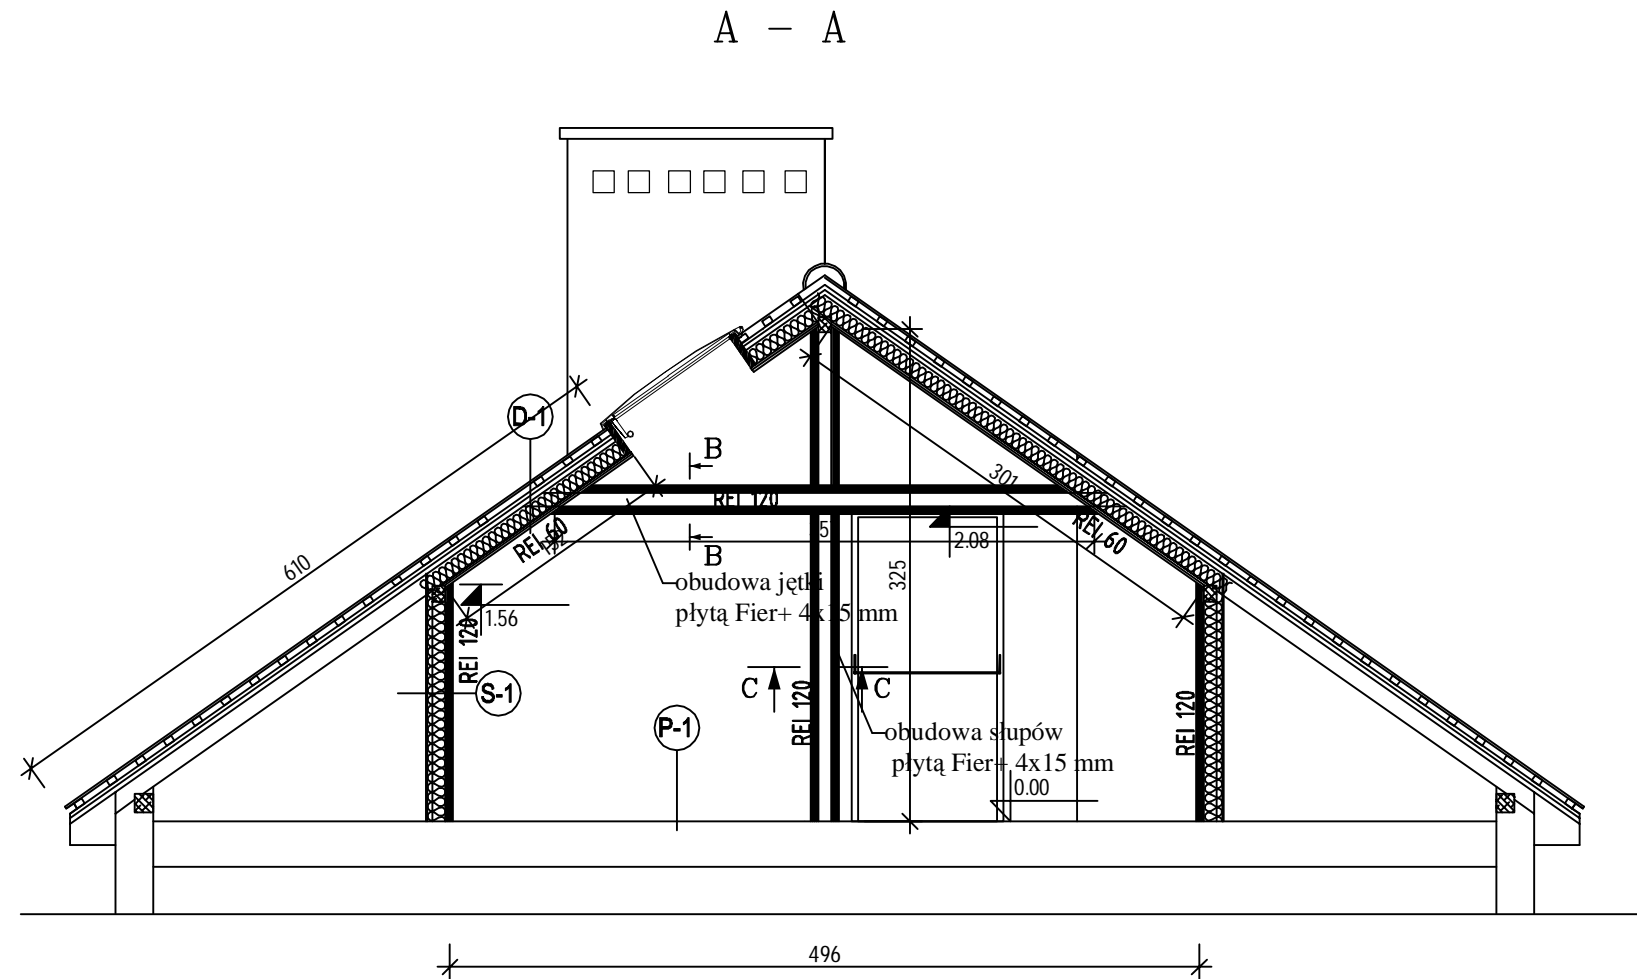 A - A
D-1
B
301
REI 120
REI 60
REI 60
2.08
610
B
325
obudowa jętki
płytą Fier+ 4x15 mm
1.56
REI 120
S-1
C
C
REI 120
REI 120
P-1
obudowa słupów
płytą Fier+ 4x15 mm
0.00
496